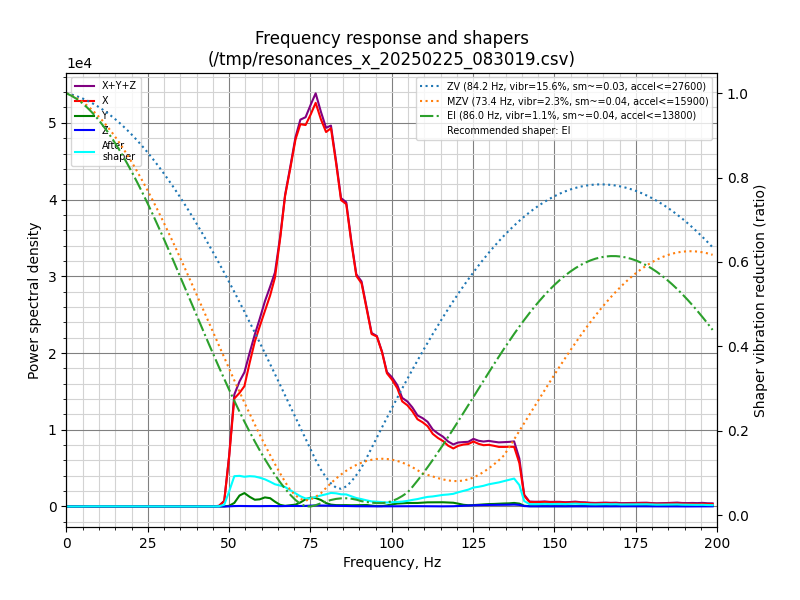 Frequency response and shapers
(/tmp/resonances_x_20250225_083019.csv)
1e4
X+Y+Z
X
Y
Z
After
shaper
ZV (84.2 Hz, vibr=15.6%, sm~=0.03, accel<=27600)
MZV (73.4 Hz, vibr=2.3%, sm~=0.04, accel<=15900)
EI (86.0 Hz, vibr=1.1%, sm~=0.04, accel<=13800)
Recommended shaper: EI
Power spectral density
5
4
3
2
1
0
1.0
0.8
0.6
0.4
0.2
0.0
Shaper vibration reduction (ratio)
0 25 50 75 100 125 150 175 200
Frequency, Hz